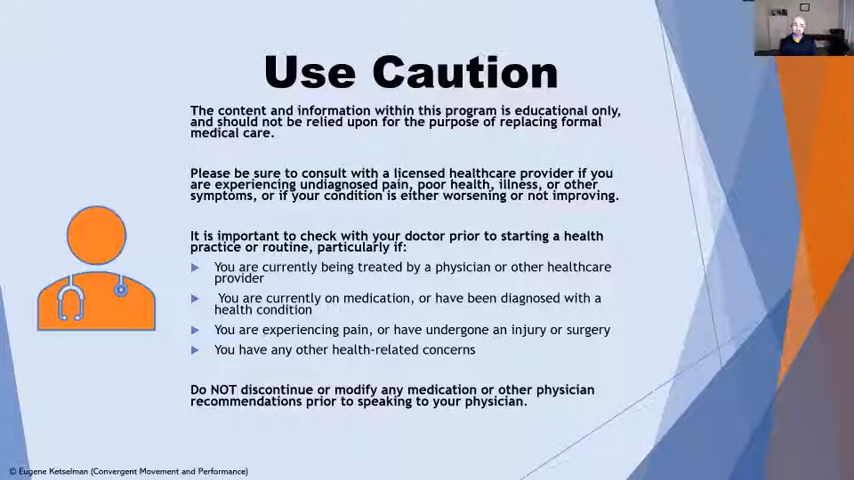 Use Caution
The content and information within this program is educational only,
and should not be relied upon for the purpose of replacing formal
medical care.
Please be sure to consult with a licensed healthcare provider if you
are experiencing undiagnosed pain, poor health, illness, or other
symptoms, or if your condition is either worsening or not improving.
It is important to check with your doctor prior to starting a health
practice or routine, particularly if:
You are currently being treated by a physician or other healthcare
provider
You are currently on medication, or have been diagnosed with a
health condition
You are experiencing pain, or have undergone an injury or surgery
You have any other health-related concerns
Do NOT discontinue or modify any medication or other physician
recommendations prior to speaking to your physician.
© Eugene Ketselman (Convergent Movement and Performance)